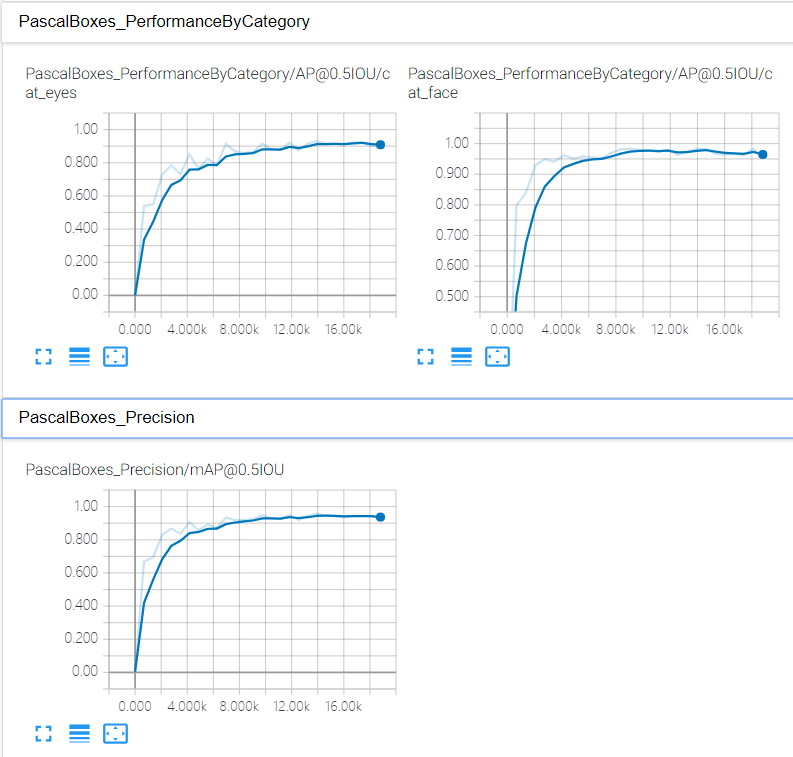 PascalBoxes_PerformanceByCategory
PascalBoxes_PerformanceByCategory/AP@0.5IOU/c
at_eyes
1.00
0.800
0.600
0.400
0.200
0.00
0.000 4.000k 8.000k 12.00k 16.00k
PascalBoxes_PerformanceByCategory/AP@0.5IOU/c
at_face
1.00
0.900
0.800
0.700
0.600
0.500
0.000 4.000k 8.000k 12.00k 16.00k
PascalBoxes_Precision
PascalBoxes_Precision/mAP@0.5IOU
1.00
0.800
0.600
0.400
0.200
0.00
0.000 4.000k 8.000k 12.00k 16.00k